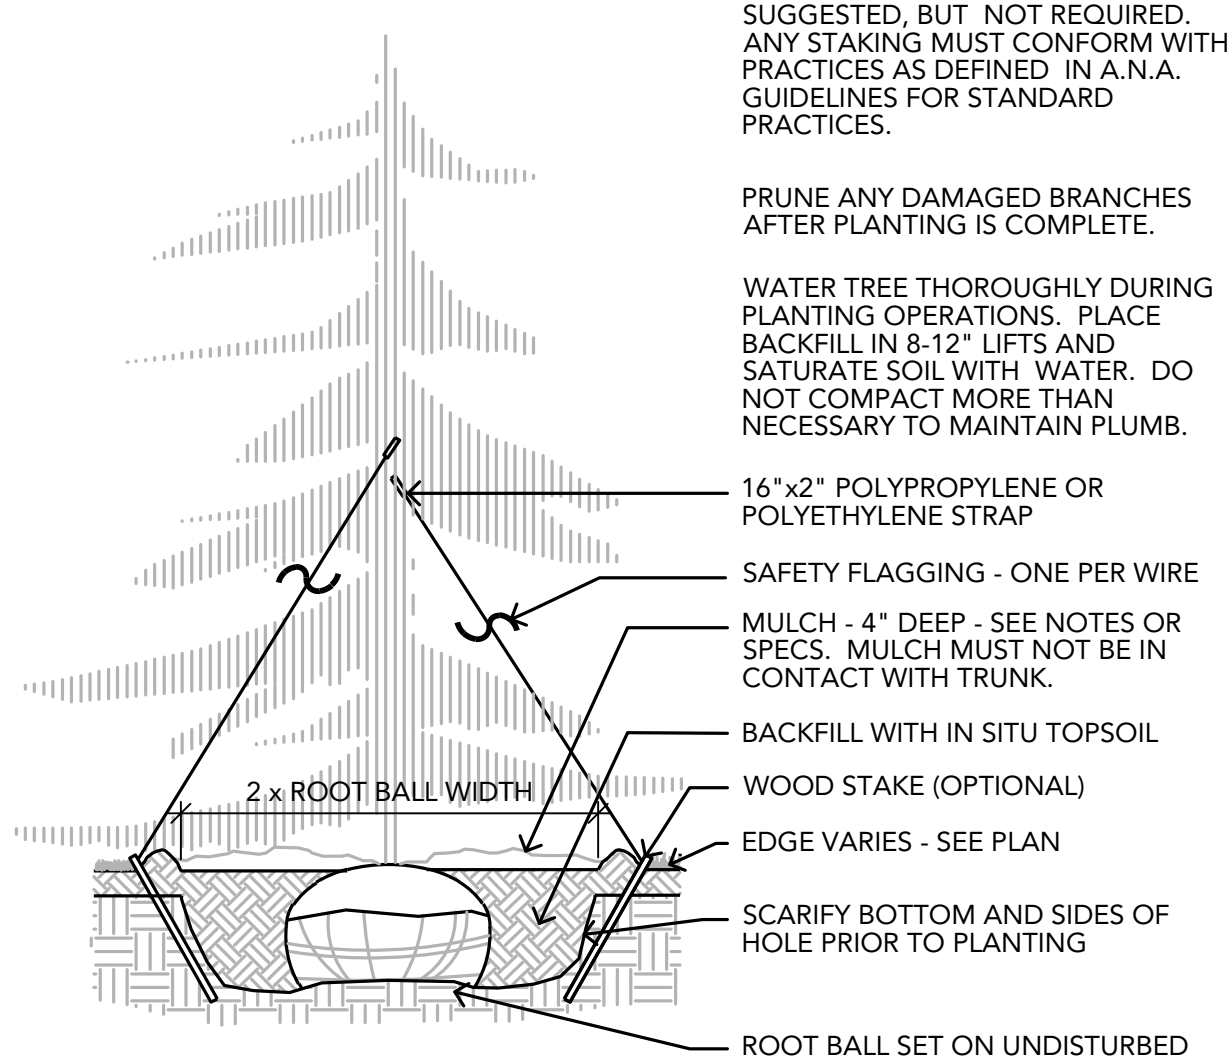 SUGGESTED, BUT NOT REQUIRED.
ANY STAKING MUST CONFORM WITH
PRACTICES AS DEFINED IN A.N.A.
GUIDELINES FOR STANDARD
PRACTICES.
PRUNE ANY DAMAGED BRANCHES
AFTER PLANTING IS COMPLETE.
WATER TREE THOROUGHLY DURING
PLANTING OPERATIONS. PLACE
BACKFILL IN 8-12" LIFTS AND
SATURATE SOIL WITH WATER. DO
NOT COMPACT MORE THAN
NECESSARY TO MAINTAIN PLUMB.
16"x2" POLYPROPYLENE OR
POLYETHYLENE STRAP
SAFETY FLAGGING - ONE PER WIRE
MULCH - 4" DEEP - SEE NOTES OR
SPECS. MULCH MUST NOT BE IN
CONTACT WITH TRUNK.
BACKFILL WITH IN SITU TOPSOIL
WOOD STAKE (OPTIONAL)
2 x ROOT BALL WIDTH
EDGE VARIES - SEE PLAN
SCARIFY BOTTOM AND SIDES OF
HOLE PRIOR TO PLANTING
ROOT BALL SET ON UNDISTURBED